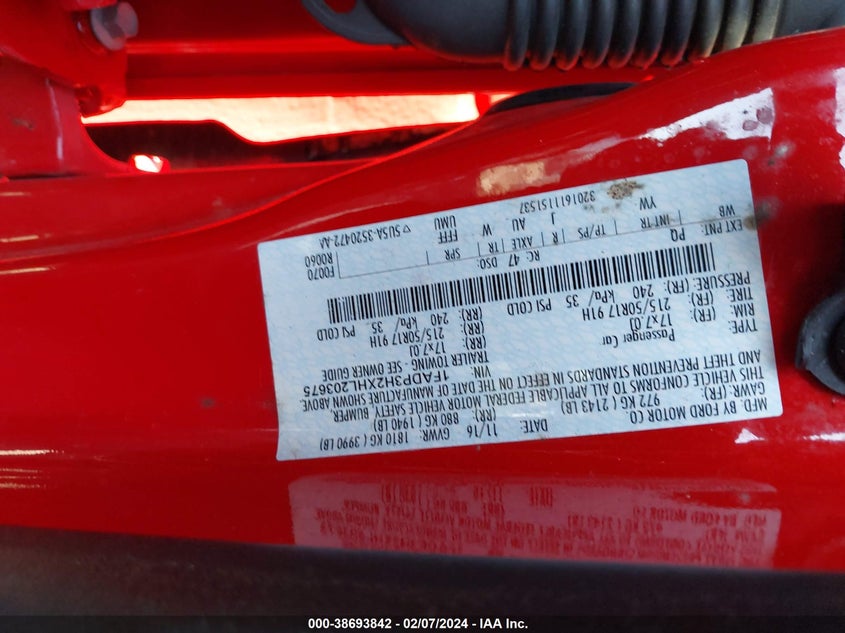 MFD. BY FORD MOTOR CO
DATE: 11/16 GVWR: 1810 KG ( 3990 LB)
GAWR: (FR): 972 KG ( 2143 LB) (RR): 880 KG ( 1940 LB)
THIS VEHICLE CONFORMS TO ALL APPLICABLE FEDERAL MOTOR VEHICLE SAFETY, BUMPER,
AND THEFT PREVENTION STANDARDS IN EFFECT ON THE DATE OF MANUFACTURE SHOWN ABOVE.
VIN: 1FADP3H2XHL203675
TYPE: Passenger Car TRAILER TOWING - SEE OWNER GUIDE
RIM: (FR): 17x7.0J (RR): 17x7.0J
TIRE: (FR): 215/50R17 91H (RR): 215/50R17 91H
PRESSURE: (FR): 240 kPa/ 35 PSI COLD (RR): 240 kPa/ 35 PSI COLD
EXT PNT: PQ RC: 47 DSO: F0070
R0060
WB INT TR TP/PS R AXLE TR SPR
YW J AU W FFF UMU
3201611151537 ▽ SU5A-3520472-AA
000-38693842 / 02/07/2024 - IAA Inc.